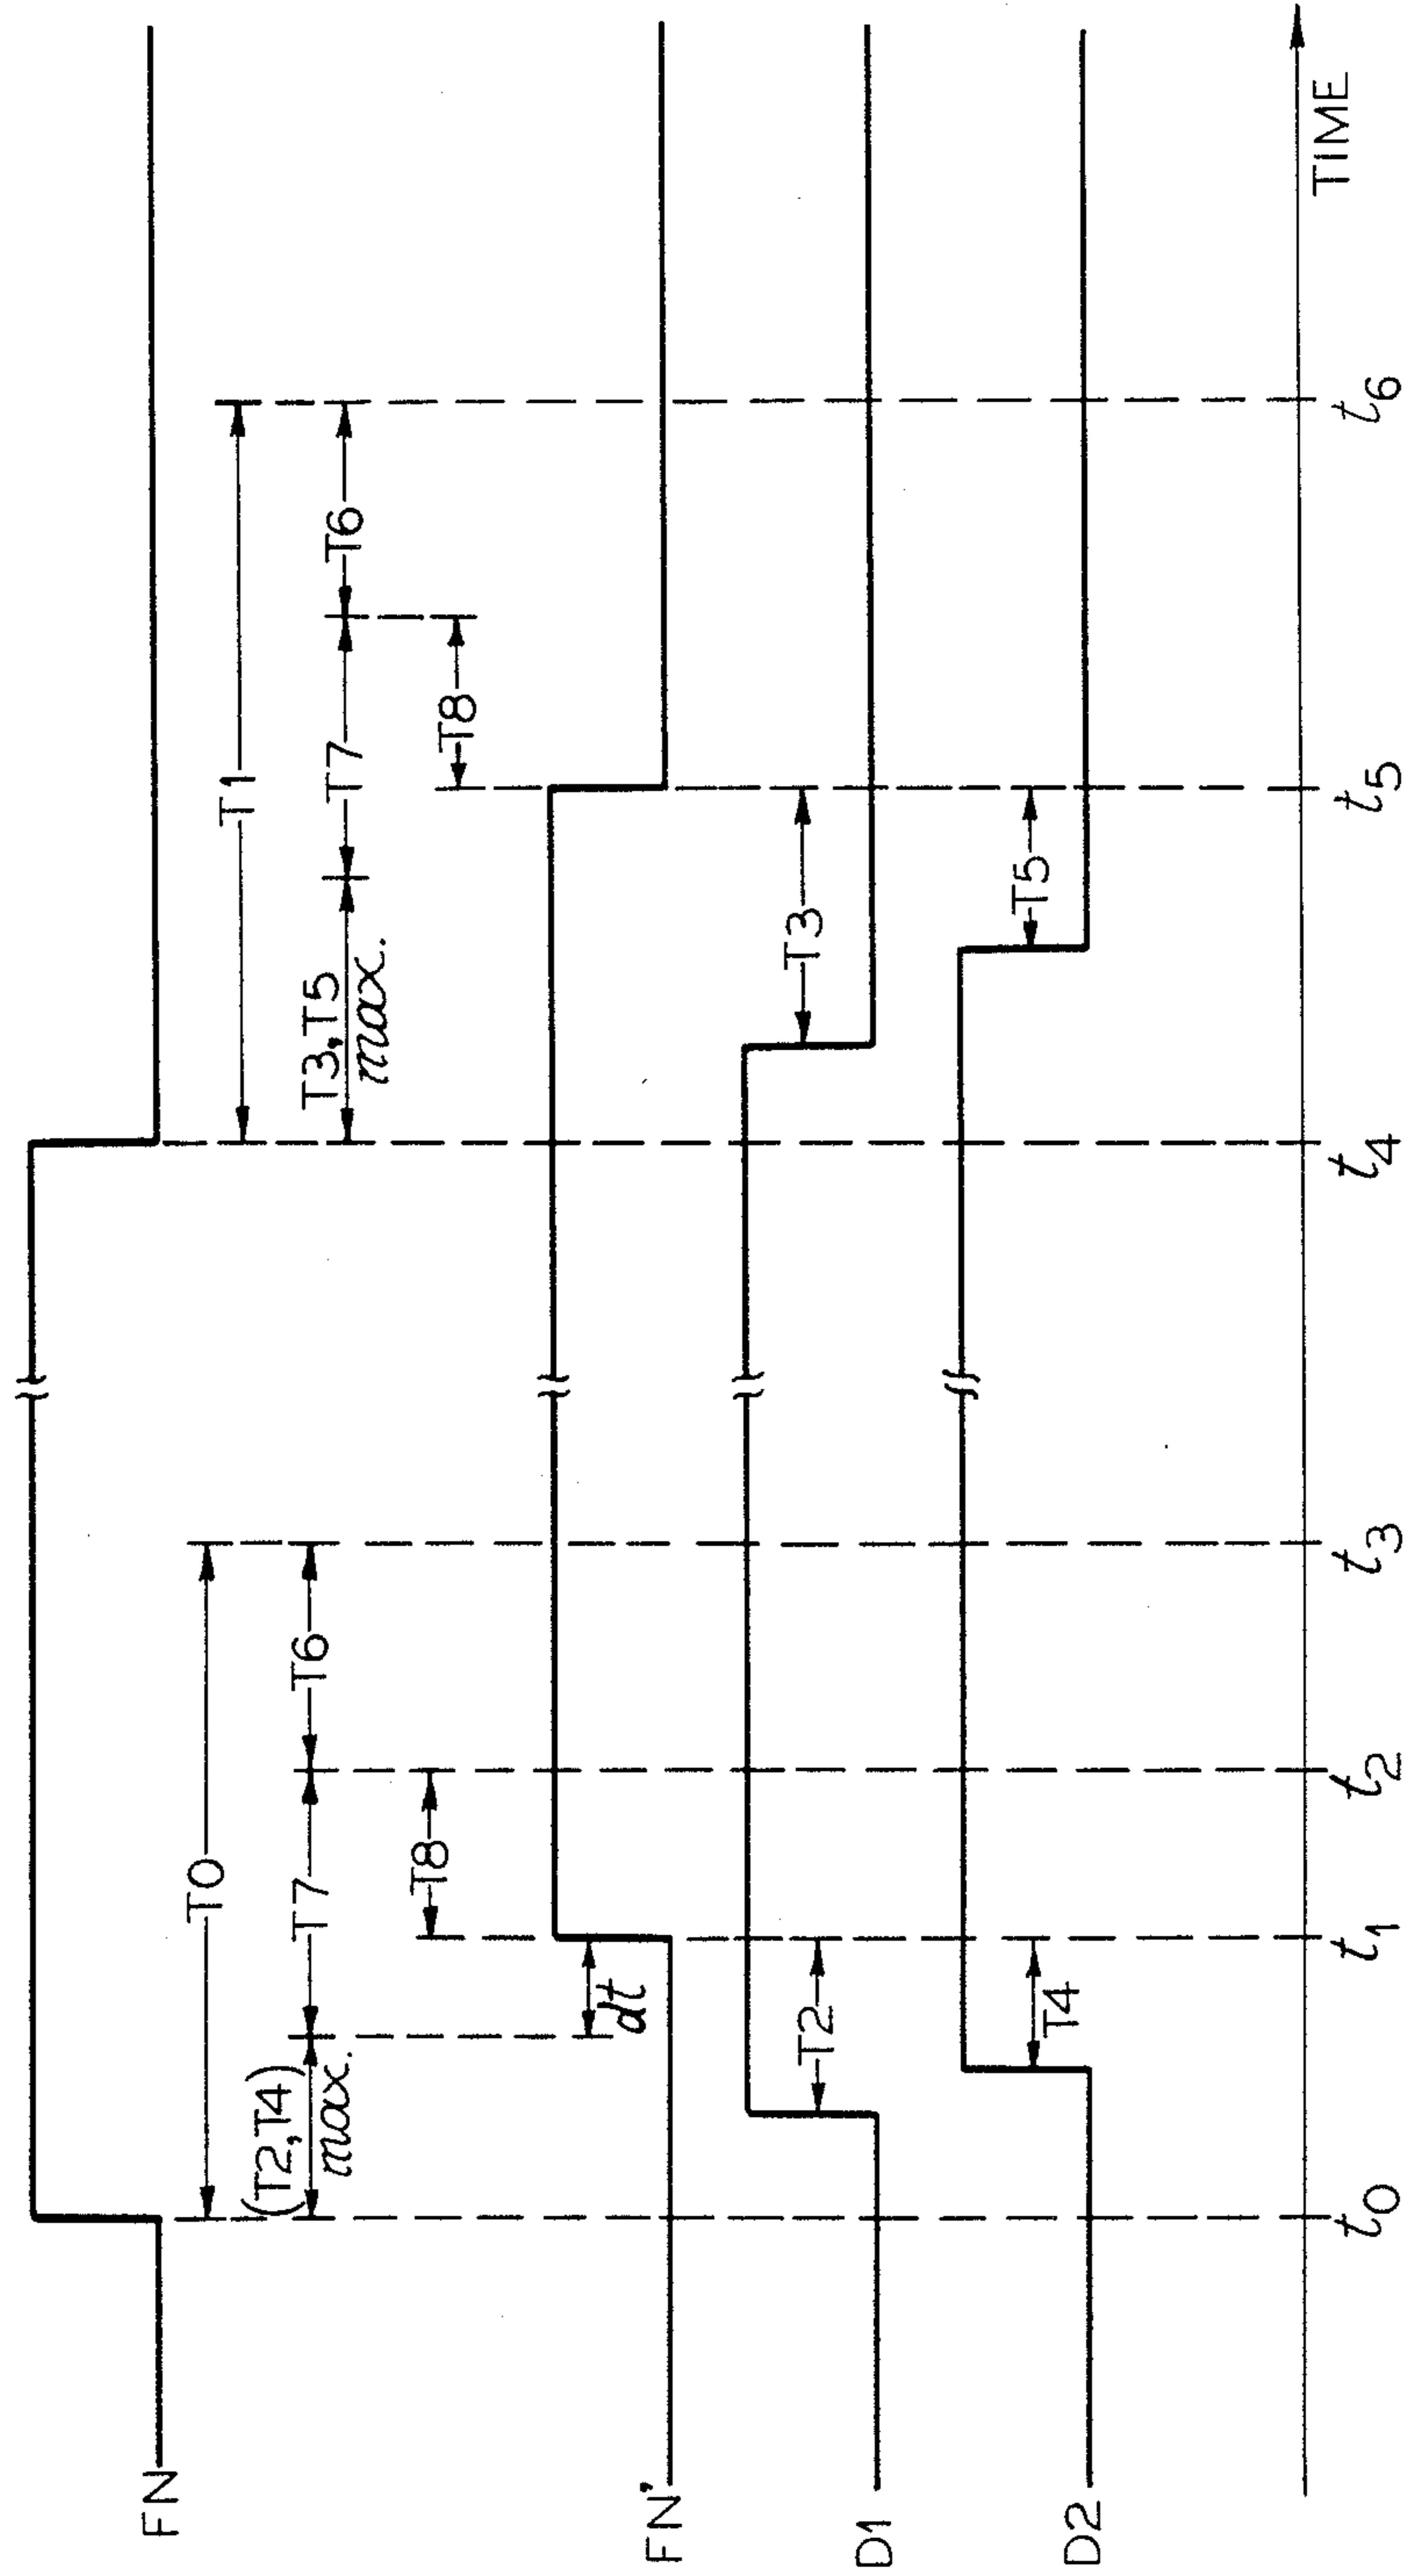 FN
T0
T1
(T2,T4)
max.
T7
T6
T3,T5
max.
T7
T6
T8
T8
FN'
dt
D1
T2
T3
D2
T4
T5
t0
t1
t2
t3
t4
t5
t6
TIME